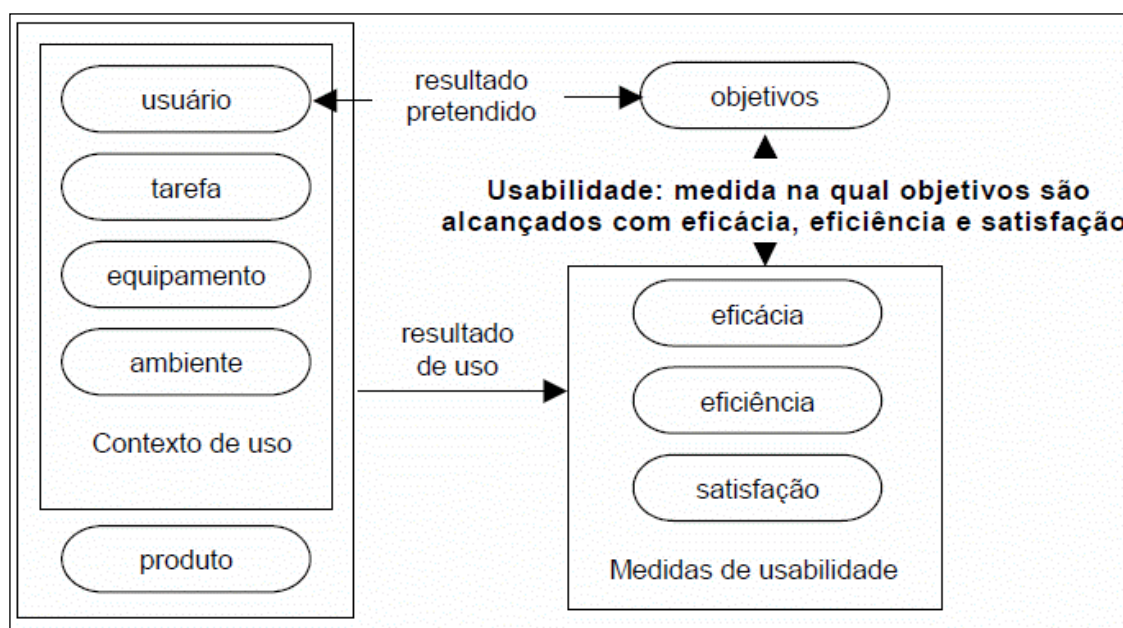 usuário
tarefa
equipamento
ambiente
Contexto de uso
produto
resultado
pretendido
objetivos
Usabilidade: medida na qual objetivos são
alcançados com eficácia, eficiência e satisfação
resultado
de uso
eficácia
eficiência
satisfação
Medidas de usabilidade